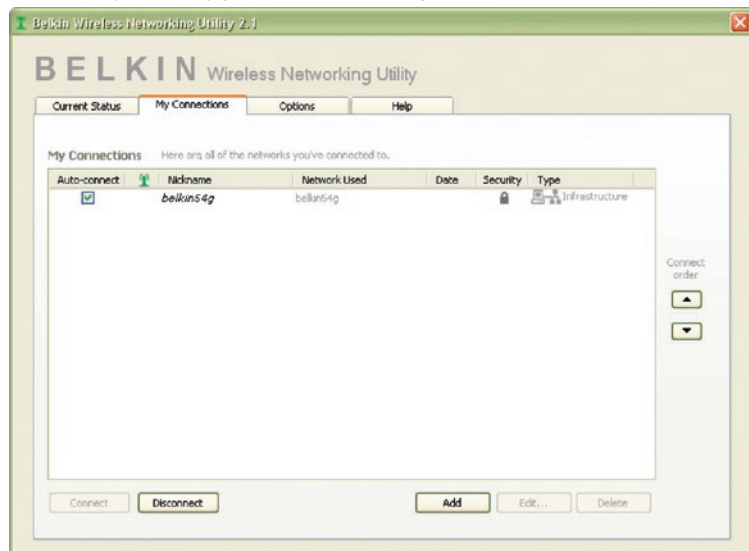 Belkin Wireless Networking Utility 2.1
BELKIN Wireless Networking Utility
Current Status My Connections Options Help
My Connections Here are all of the networks you've connected to.
Auto-connect Nickname Network Used Date Security Type
belkin54g belkin54g Infrastructure
Connect
order
Connect Disconnect Add Edit... Delete